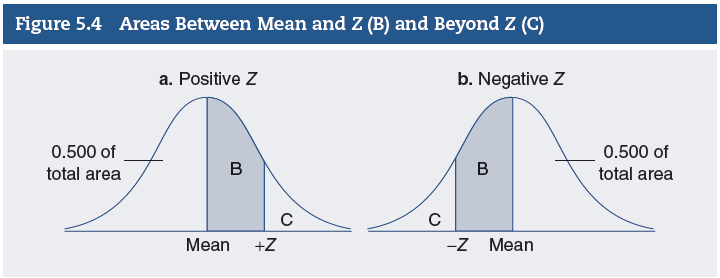 Figure 5.4 Areas Between Mean and Z (B) and Beyond Z (C)
a. Positive Z
0.500 of
total area
B
C
Mean +Z
b. Negative Z
0.500 of
total area
B
C
–Z Mean